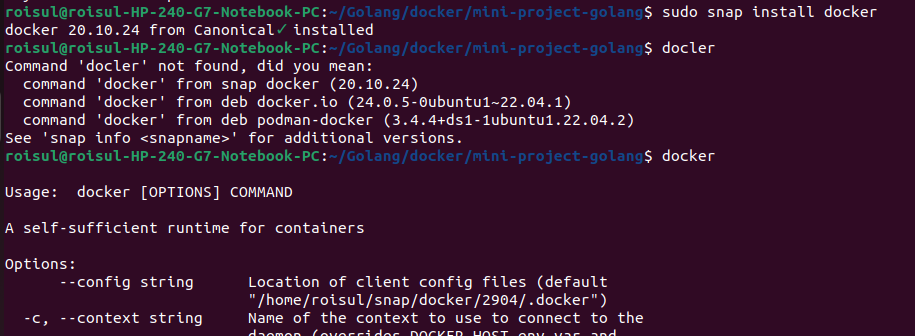 roisul@roisul-HP-240-G7-Notebook-PC:~/Golang/docker/mini-project-golang$ sudo snap install docker
docker 20.10.24 from Canonical✓ installed
roisul@roisul-HP-240-G7-Notebook-PC:~/Golang/docker/mini-project-golang$ docler
Command 'docler' not found, did you mean:
  command 'docker' from snap docker (20.10.24)
  command 'docker' from deb docker.io (24.0.5-0ubuntu1~22.04.1)
  command 'docker' from deb podman-docker (3.4.4+ds1-1ubuntu1.22.04.2)
See 'snap info <snapname>' for additional versions.
roisul@roisul-HP-240-G7-Notebook-PC:~/Golang/docker/mini-project-golang$ docker
Usage:  docker [OPTIONS] COMMAND
A self-sufficient runtime for containers
Options:
      --config string      Location of client config files (default
                           "/home/roisul/snap/docker/2904/.docker")
  -c, --context string     Name of the context to use to connect to the
                           daemon (overrides DOCKER_HOST env var and